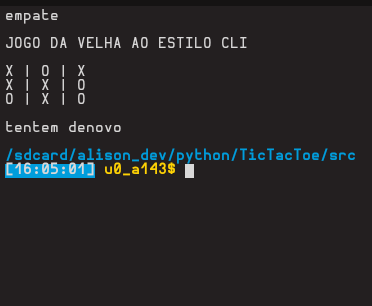 empate
JOGO DA VELHA AO ESTILO CLI
X | O | X
X | X | O
O | X | O
tentem denovo
/sdcard/alison_dev/python/TicTacToe/src
[16:05:01] u0_a143$